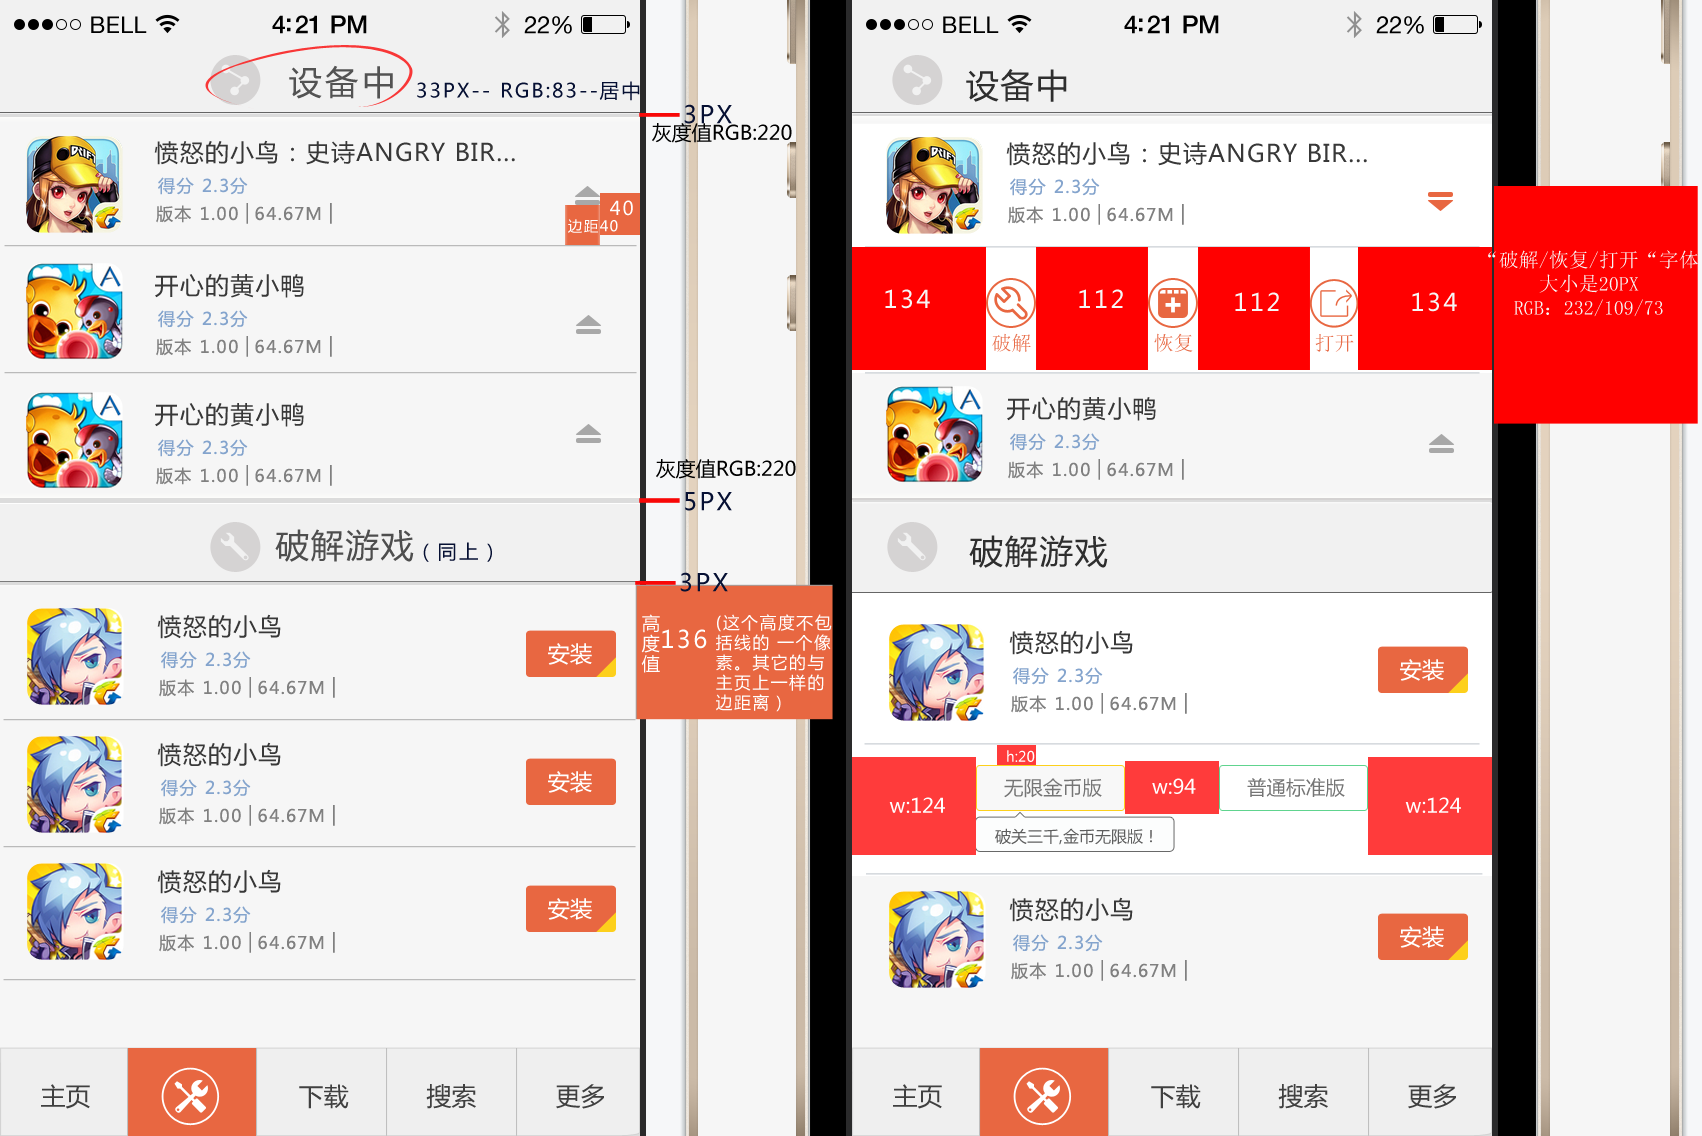 BELL 4:21 PM 22%
设备中 33PX-- RGB:83--居中
3PX
灰度值RGB:220
愤怒的小鸟：史诗ANGRY BIR...
得分 2.3分
版本 1.00 | 64.67M |
40
边距40
开心的黄小鸭
得分 2.3分
版本 1.00 | 64.67M |
开心的黄小鸭
得分 2.3分
版本 1.00 | 64.67M |
灰度值RGB:220
5PX
破解游戏（同上）
3PX
高度值 136
(这个高度不包
括线的 一个像
素。其它的与
主页上一样的
边距离）
愤怒的小鸟
得分 2.3分
版本 1.00 | 64.67M |
安装
愤怒的小鸟
得分 2.3分
版本 1.00 | 64.67M |
安装
愤怒的小鸟
得分 2.3分
版本 1.00 | 64.67M |
安装
主页 下载 搜索 更多
BELL 4:21 PM 22%
设备中
愤怒的小鸟：史诗ANGRY BIR...
得分 2.3分
版本 1.00 | 64.67M |
134 112 112 134
破解 恢复 打开
“破解/恢复/打开“字体
大小是20PX
RGB：232/109/73
开心的黄小鸭
得分 2.3分
版本 1.00 | 64.67M |
破解游戏
愤怒的小鸟
得分 2.3分
版本 1.00 | 64.67M |
安装
h:20
w:124 无限金币版 w:94 普通标准版 w:124
破关三千,金币无限版！
愤怒的小鸟
得分 2.3分
版本 1.00 | 64.67M |
安装
主页 下载 搜索 更多